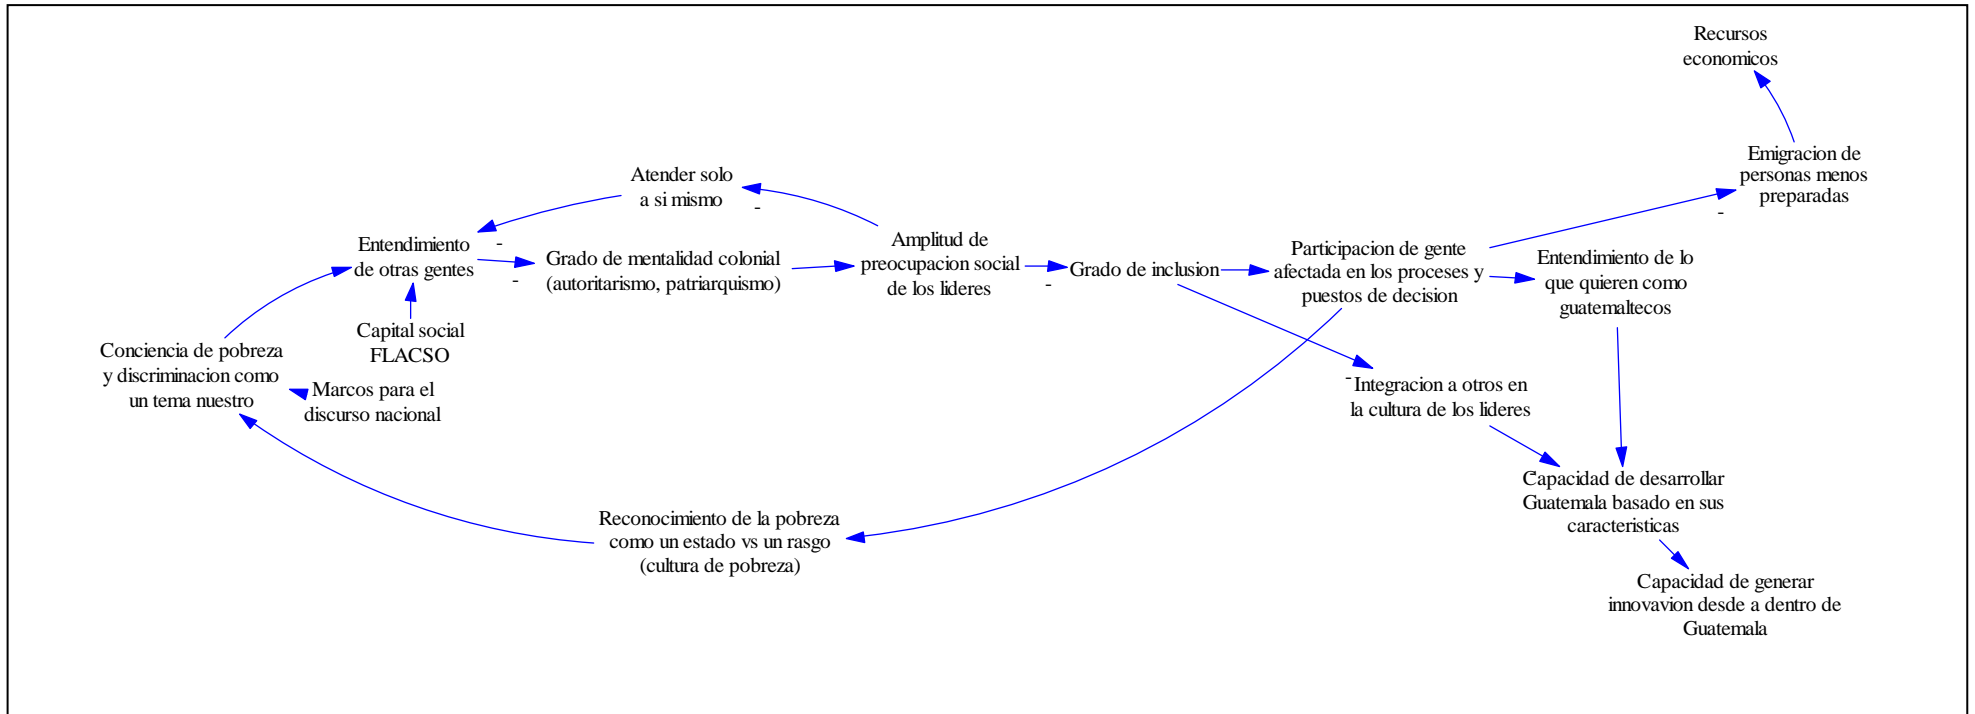 Recursos
economicos
Emigracion de
personas menos
preparadas
-
Atender solo
a si mismo
-
Entendimiento
de otras gentes
-
Grado de mentalidad colonial
(autoritarismo, patriarquismo)
-
Amplitud de
preocupacion social
de los lideres
-
Grado de inclusion
Participacion de gente
afectada en los proceses y
puestos de decision
Entendimiento de lo
que quieren como
guatemaltecos
Capital social
FLACSO
Conciencia de pobreza
y discriminacion como
un tema nuestro
Marcos para el
discurso nacional
-
Integracion a otros en
la cultura de los lideres
Capacidad de desarrollar
Guatemala basado en sus
caracteristicas
Reconocimiento de la pobreza
como un estado vs un rasgo
(cultura de pobreza)
Capacidad de generar
innovavion desde a dentro de
Guatemala